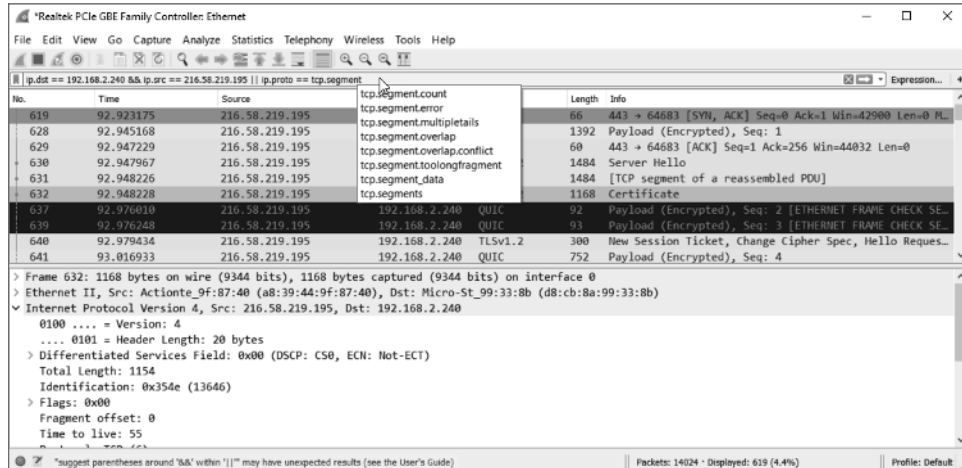 *Realtek PCIe GBE Family Controller: Ethernet
File Edit View Go Capture Analyze Statistics Telephony Wireless Tools Help
ip.dst == 192.168.2.240 && ip.src == 216.58.219.195 || ip.proto == tcp.segment Expression... +
tcp.segment.count
tcp.segment.error
tcp.segment.multipletails
tcp.segment.overlap
tcp.segment.overlap.conflict
tcp.segment.toolongfragment
tcp.segment_data
tcp.segments
No. Time Source Length Info
619 92.923175 216.58.219.195 66 443 → 64683 [SYN, ACK] Seq=0 Ack=1 Win=42900 Len=0 M…
628 92.945168 216.58.219.195 1392 Payload (Encrypted), Seq: 1
629 92.947229 216.58.219.195 60 443 → 64683 [ACK] Seq=1 Ack=256 Win=44032 Len=0
630 92.947967 216.58.219.195 1484 Server Hello
631 92.948226 216.58.219.195 1484 [TCP segment of a reassembled PDU]
632 92.948228 216.58.219.195 1168 Certificate
637 92.976010 216.58.219.195 192.168.2.240 QUIC 92 Payload (Encrypted), Seq: 2 [ETHERNET FRAME CHECK SE…
639 92.976248 216.58.219.195 192.168.2.240 QUIC 93 Payload (Encrypted), Seq: 3 [ETHERNET FRAME CHECK SE…
640 92.979434 216.58.219.195 192.168.2.240 TLSv1.2 300 New Session Ticket, Change Cipher Spec, Hello Reques…
641 93.016933 216.58.219.195 192.168.2.240 QUIC 752 Payload (Encrypted), Seq: 4
> Frame 632: 1168 bytes on wire (9344 bits), 1168 bytes captured (9344 bits) on interface 0
> Ethernet II, Src: Actionte_9f:87:40 (a8:39:44:9f:87:40), Dst: Micro-St_99:33:8b (d8:cb:8a:99:33:8b)
Internet Protocol Version 4, Src: 216.58.219.195, Dst: 192.168.2.240
0100 .... = Version: 4
.... 0101 = Header Length: 20 bytes
> Differentiated Services Field: 0x00 (DSCP: CS0, ECN: Not-ECT)
Total Length: 1154
Identification: 0x354e (13646)
> Flags: 0x00
Fragment offset: 0
Time to live: 55
"suggest parentheses around '&&' within '||'" may have unexpected results (see the User's Guide) Packets: 14024 · Displayed: 619 (4.4%) Profile: Default